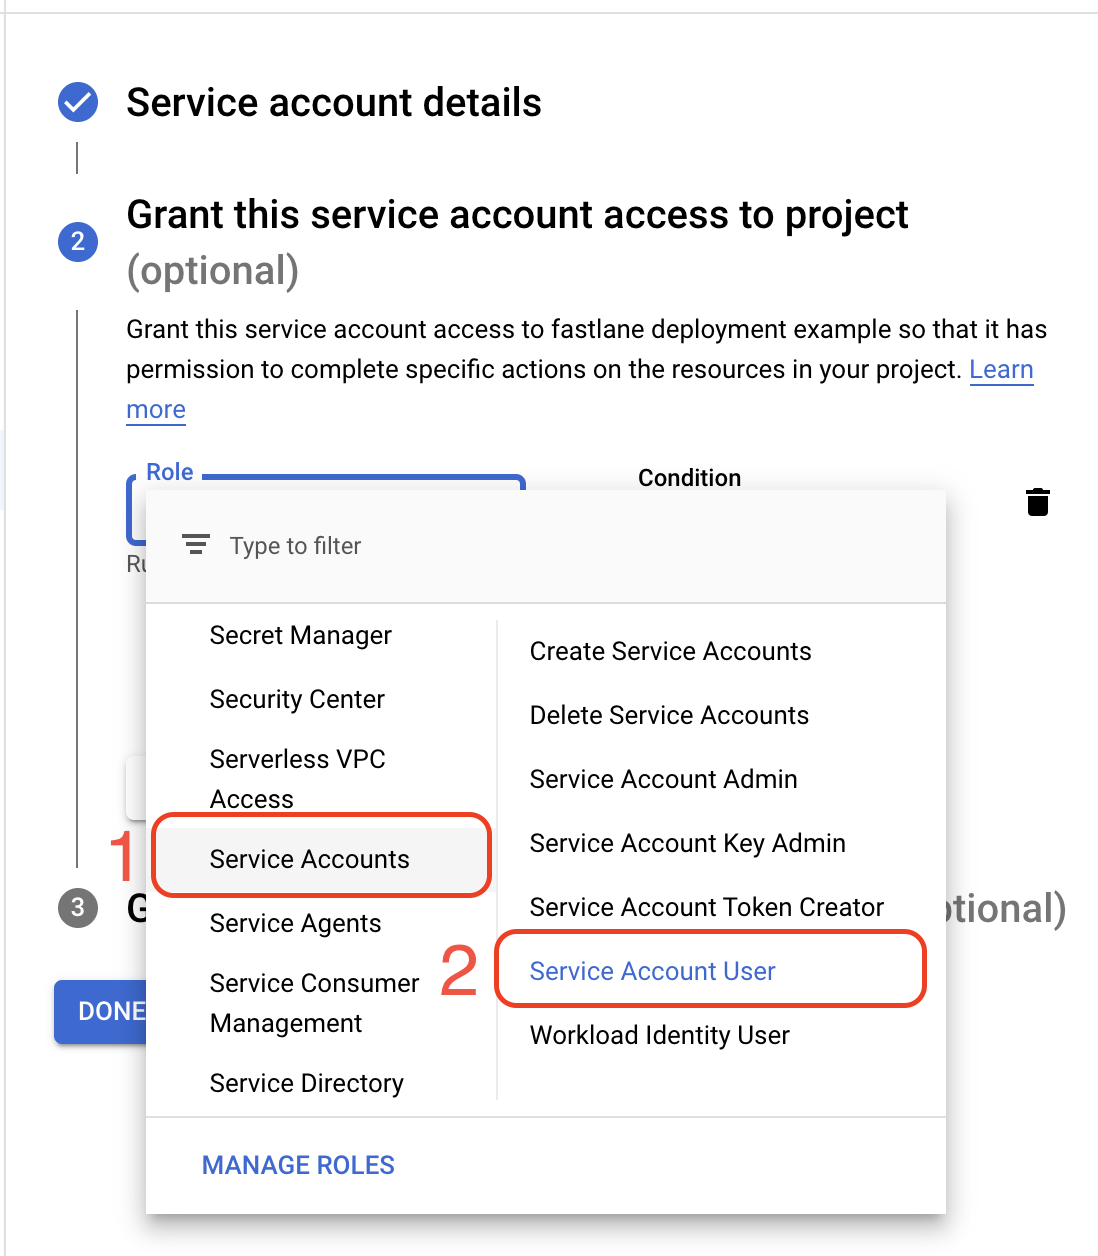 Service account details
2
Grant this service account access to project
(optional)
Grant this service account access to fastlane deployment example so that it has
permission to complete specific actions on the resources in your project. Learn
more
Role
Condition
Type to filter
Secret Manager
Security Center
Serverless VPC
Access
1
Service Accounts
Service Agents
Service Consumer
Management
Service Directory
Create Service Accounts
Delete Service Accounts
Service Account Admin
Service Account Key Admin
Service Account Token Creator
2
Service Account User
Workload Identity User
3
DONE
MANAGE ROLES